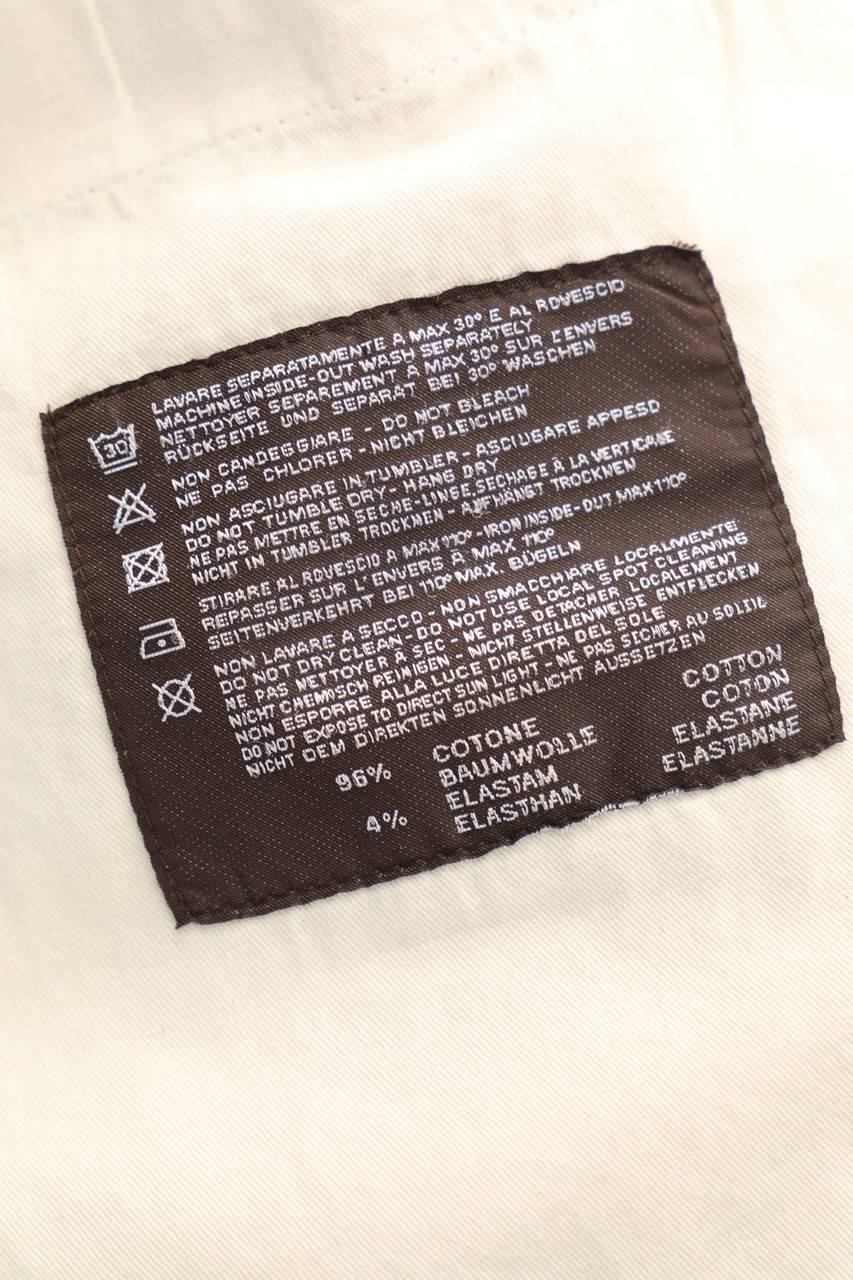 LAVARE SEPARATAMENTE A MAX 30° E AL ROVESCIO
MACHINE INSIDE-OUT WASH SEPARATELY
NETTOYER SEPAREMENT À MAX 30° SUR L'ENVERS
RÜCKSEITE UND SEPARAT BEI 30° WASCHEN
30
NON CANDEGGIARE - DO NOT BLEACH
NE PAS CHLORER - NICHT BLEICHEN
NON ASCIUGARE IN TUMBLER - ASCIUGARE APPESO
DO NOT TUMBLE DRY - HANG DRY
NE PAS METTRE EN SÈCHE-LINGE, SECHAGE À LA VERTICANE
NICHT IN TUMBLER TROCKNEN - AUFHÄNGT TROCKNEN
STIRARE AL ROVESCIO A MAX 110° - IRON INSIDE-OUT MAX 110°
REPASSER SUR L'ENVERS À MAX 110°
SEITENVERKEHRT BEI 110° MAX. BÜGELN
NON LAVARE A SECCO - NON SMACCHIARE LOCALMENTE
DO NOT DRY CLEAN - DO NOT USE LOCAL SPOT CLEANING
NE PAS NETTOYER À SEC - NE PAS DETACHER LOCALEMENT
NICHT CHEMOSCH REINIGEN - NICHT STELLENWEISE ENTFLECKEN
NON ESPORRE ALLA LUCE DIRETTA DEL SOLE
DO NOT EXPOSE TO DIRECT SUN LIGHT - NE PAS SICHER AU SOLEIL
NICHT DEM DIREKTEN SONNENLICHT AUSSETZEN
96% COTONE COTTON
BAUMWOLLE COTON
4% ELASTAM ELASTANE
ELASTHAN ELASTANNE